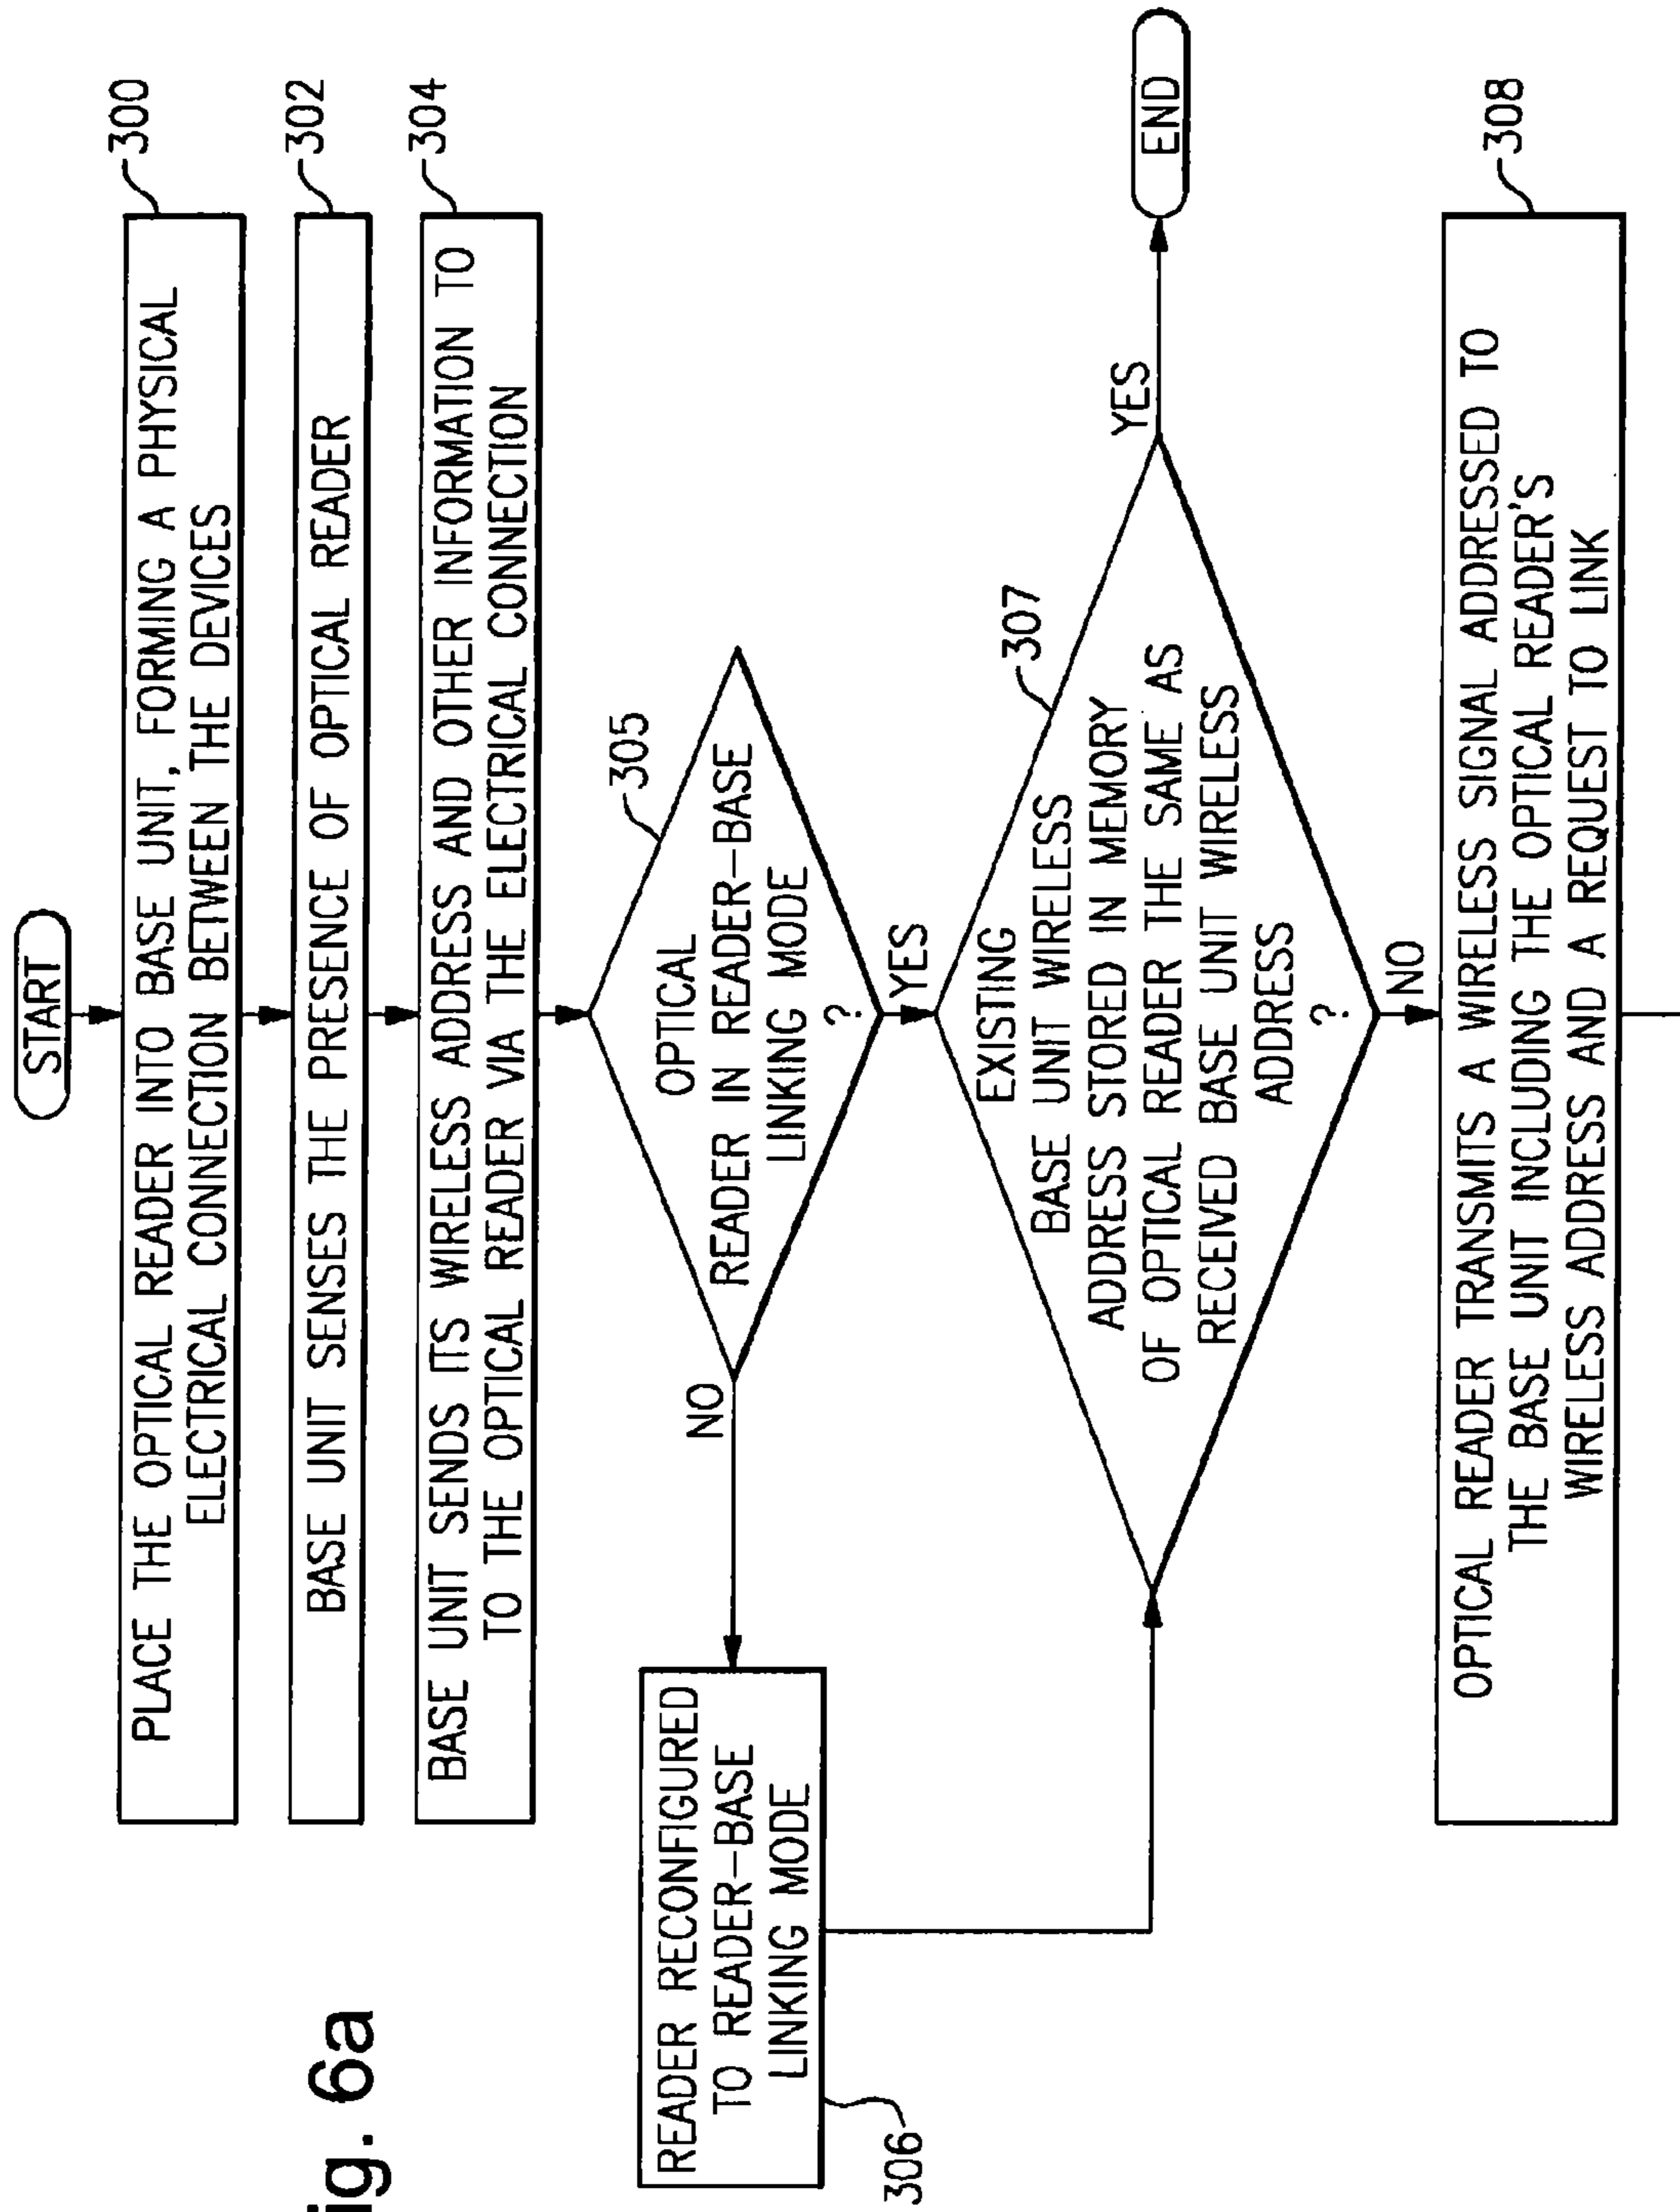 START
300
PLACE THE OPTICAL READER INTO BASE UNIT, FORMING A PHYSICAL
ELECTRICAL CONNECTION BETWEEN THE DEVICES
302
BASE UNIT SENSES THE PRESENCE OF OPTICAL READER
304
BASE UNIT SENDS ITS WIRELESS ADDRESS AND OTHER INFORMATION TO
TO THE OPTICAL READER VIA THE ELECTRICAL CONNECTION
305
OPTICAL
READER IN READER-BASE
LINKING MODE
?
NO
YES
READER RECONFIGURED
TO READER-BASE
LINKING MODE
306
307
EXISTING
BASE UNIT WIRELESS
ADDRESS STORED IN MEMORY
OF OPTICAL READER THE SAME AS
RECEIVED BASE UNIT WIRELESS
ADDRESS
?
YES
END
NO
308
OPTICAL READER TRANSMITS A WIRELESS SIGNAL ADDRESSED TO
THE BASE UNIT INCLUDING THE OPTICAL READER'S
WIRELESS ADDRESS AND A REQUEST TO LINK
ig. 6a